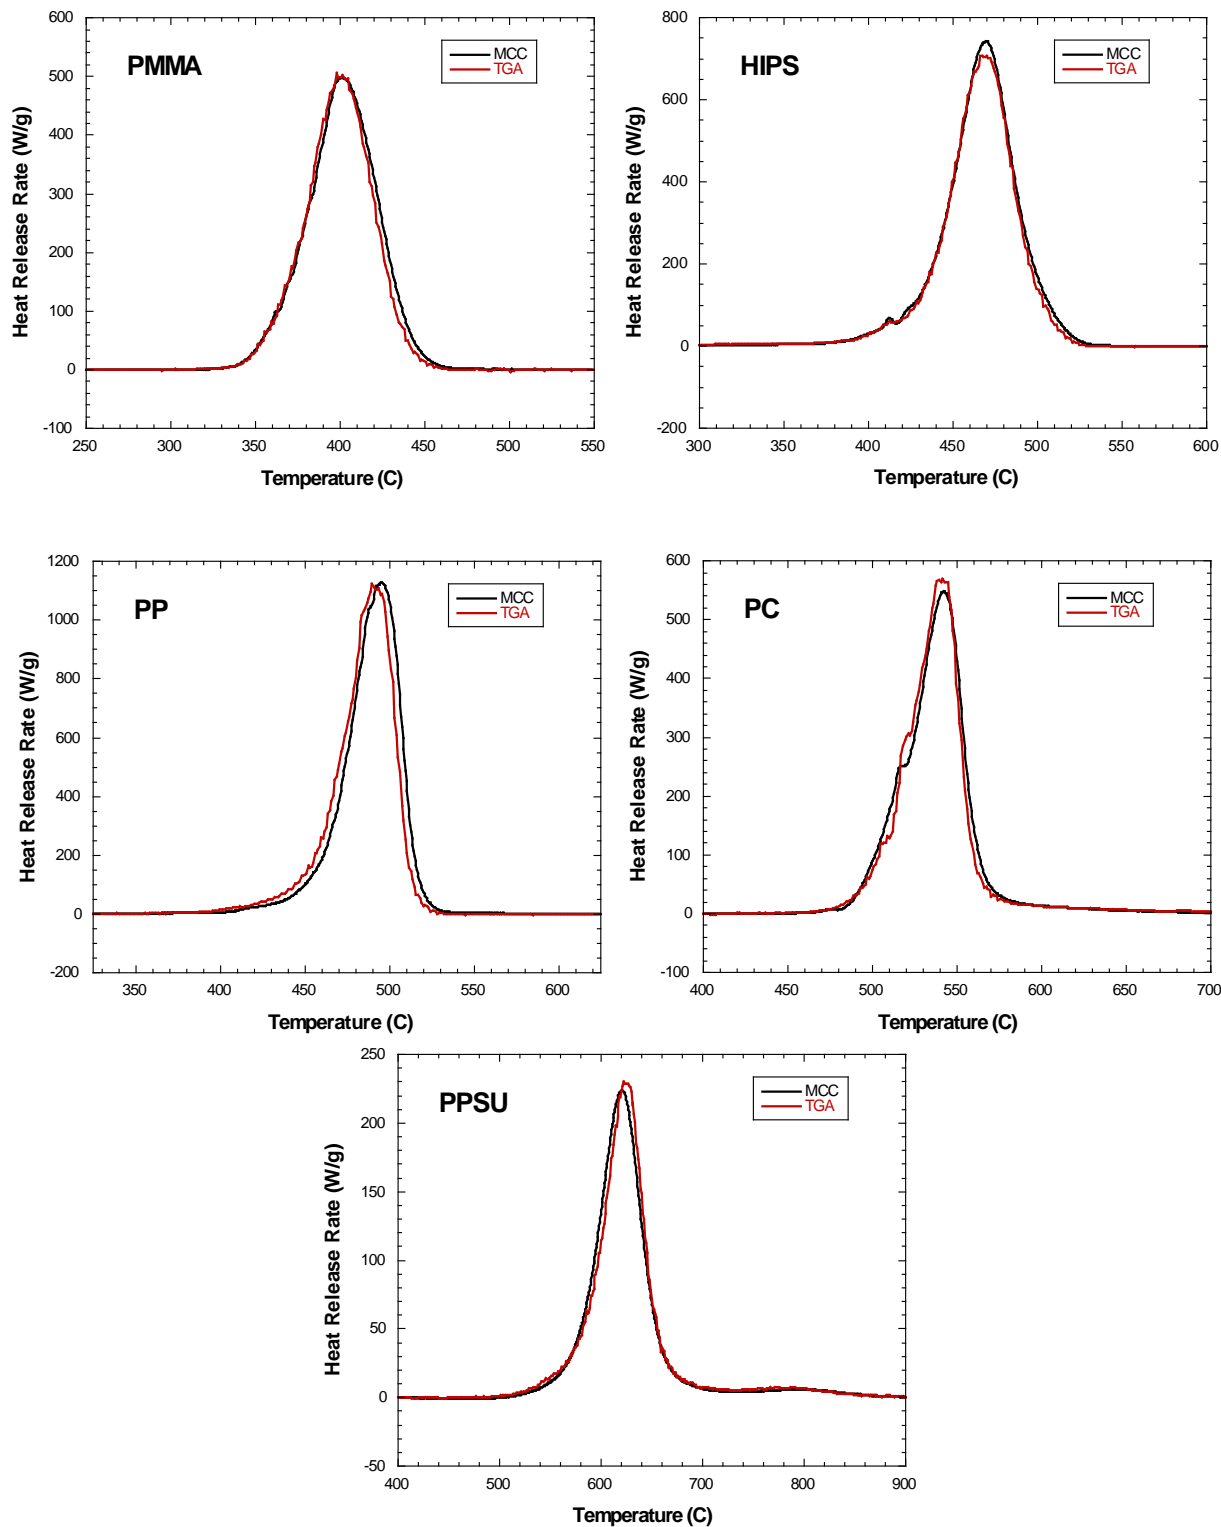 600
500
400
300
200
100
0
-100
250 300 350 400 450 500 550
Heat Release Rate (W/g)
Temperature (C)
PMMA
MCC
TGA
800
600
400
200
0
-200
300 350 400 450 500 550 600
Heat Release Rate (W/g)
Temperature (C)
HIPS
MCC
TGA
1200
1000
800
600
400
200
0
-200
350 400 450 500 550 600
Heat Release Rate (W/g)
Temperature (C)
PP
MCC
TGA
600
500
400
300
200
100
0
-100
400 450 500 550 600 650 700
Heat Release Rate (W/g)
Temperature (C)
PC
MCC
TGA
250
200
150
100
50
0
-50
400 500 600 700 800 900
Heat Release Rate (W/g)
Temperature (C)
PPSU
MCC
TGA